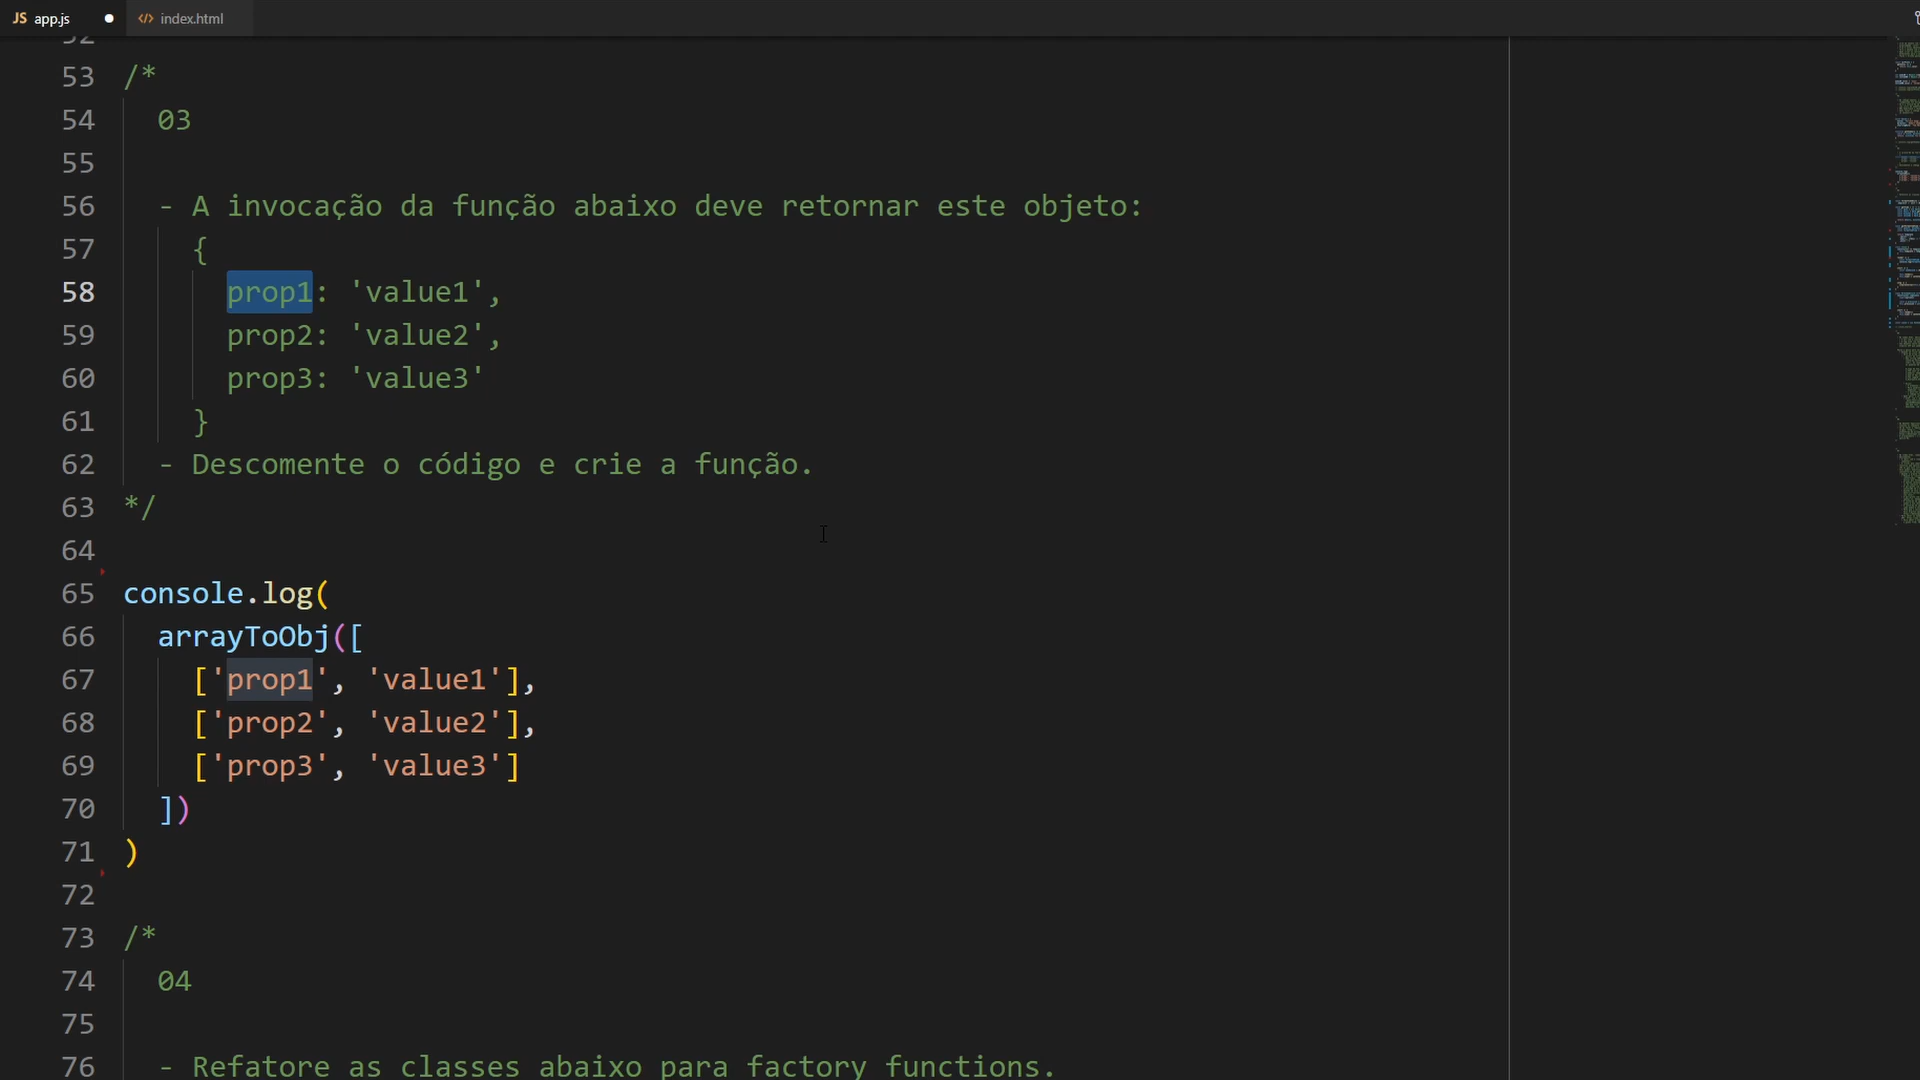 JS app.js ● <> index.html
52
53 /*
54 03
55
56 - A invocação da função abaixo deve retornar este objeto:
57 {
58 prop1: 'value1',
59 prop2: 'value2',
60 prop3: 'value3'
61 }
62 - Descomente o código e crie a função.
63 */
64
65 console.log(
66 arrayToObj([
67 ['prop1', 'value1'],
68 ['prop2', 'value2'],
69 ['prop3', 'value3']
70 ])
71 )
72
73 /*
74 04
75
76 - Refatore as classes abaixo para factory functions.